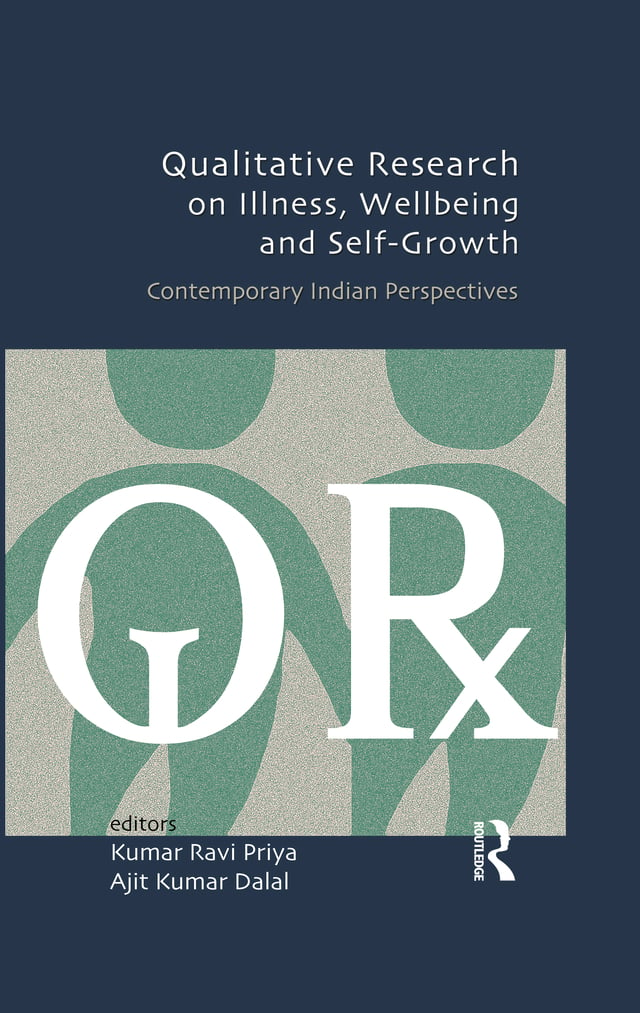 Qualitative Research
on Illness, Wellbeing
and Self-Growth
Contemporary Indian Perspectives
QRx
editors
Kumar Ravi Priya
Ajit Kumar Dalal
ROUTLEDGE